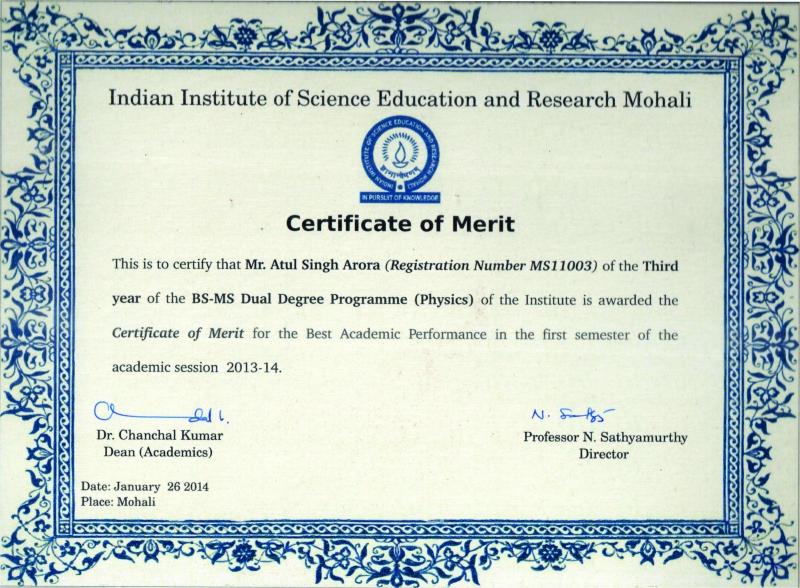 Indian Institute of Science Education and Research Mohali
INDIAN INSTITUTE OF SCIENCE EDUCATION AND RESEARCH MOHALI
IN PURSUIT OF KNOWLEDGE
Certificate of Merit
This is to certify that Mr. Atul Singh Arora (Registration Number MS11003) of the Third
year of the BS-MS Dual Degree Programme (Physics) of the Institute is awarded the
Certificate of Merit for the Best Academic Performance in the first semester of the
academic session 2013-14.
Dr. Chanchal Kumar
Dean (Academics)
Professor N. Sathyamurthy
Director
Date: January 26 2014
Place: Mohali